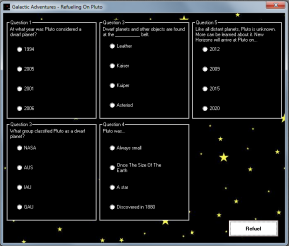 Galactic Adventures - Refueling On Pluto
Question 1
At what year was Pluto considered a
dwarf planet?
1994
2005
2001
2006
Question 2
Dwarf planets and other objects are found
at the ________ belt.
Leather
Kaiser
Kuiper
Asteriod
Question 5
Like all distant planets, Pluto is unknown.
More can be learned about it. New
Horizons will arrive at Pluto on...
2012
2009
2015
2020
Question 3
What group classified Pluto as a dwarf
planet?
NASA
AUS
IAU
GAU
Question 4
Pluto was...
Always small
Once The Size Of The
Earth
A star
Discovered in 1880
Refuel